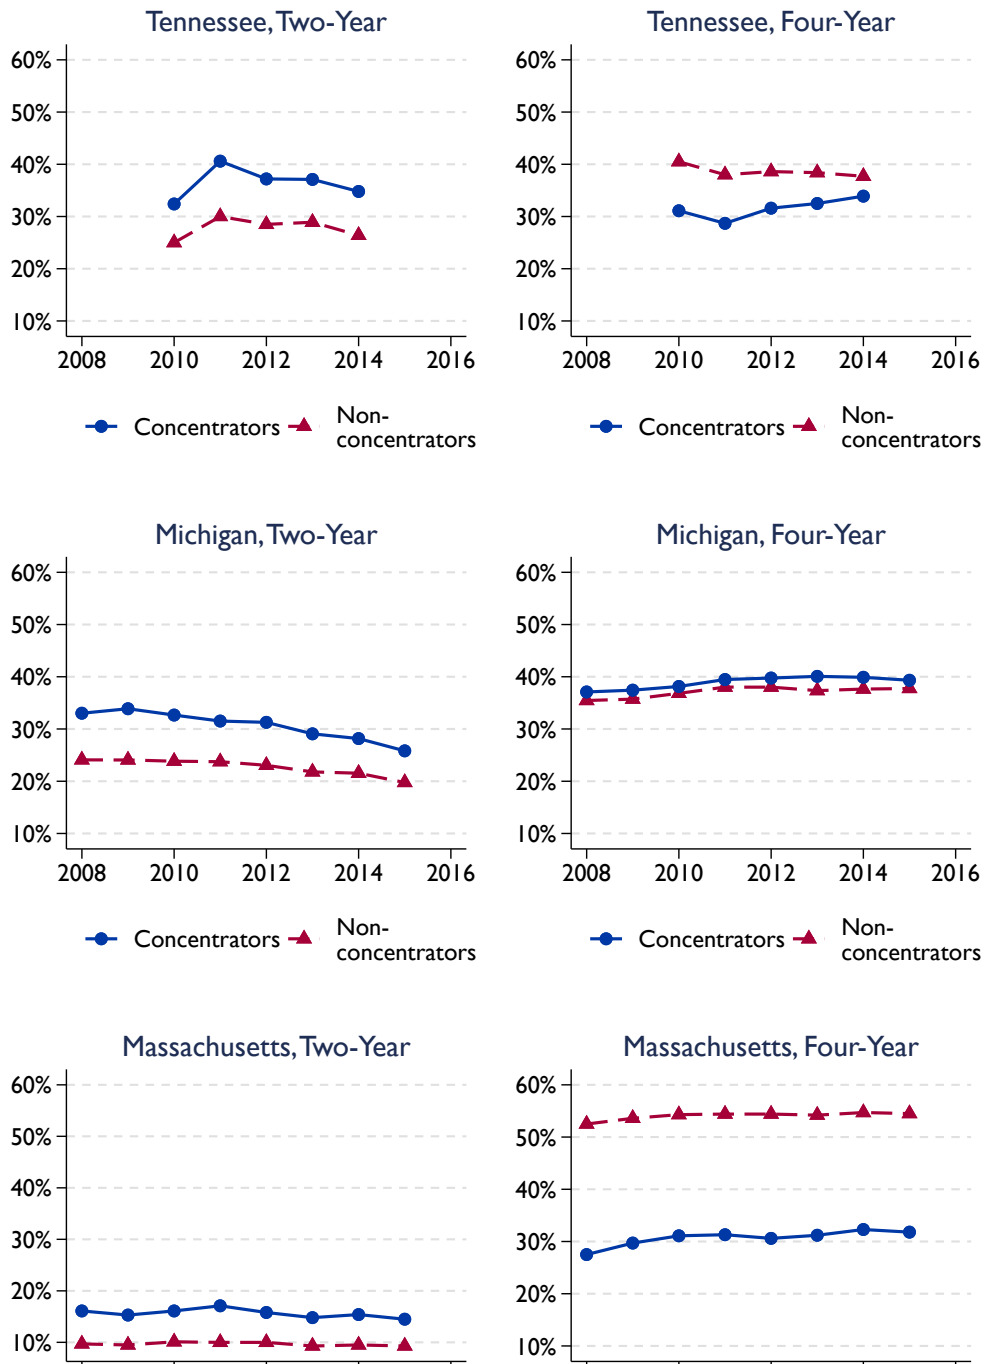 Tennessee, Two-Year
60%
50%
40%
30%
20%
10%
2008 2010 2012 2014 2016
Concentrators Non-
concentrators
Tennessee, Four-Year
60%
50%
40%
30%
20%
10%
2008 2010 2012 2014 2016
Concentrators Non-
concentrators
Michigan, Two-Year
60%
50%
40%
30%
20%
10%
2008 2010 2012 2014 2016
Concentrators Non-
concentrators
Michigan, Four-Year
60%
50%
40%
30%
20%
10%
2008 2010 2012 2014 2016
Concentrators Non-
concentrators
Massachusetts, Two-Year
60%
50%
40%
30%
20%
10%
Massachusetts, Four-Year
60%
50%
40%
30%
20%
10%